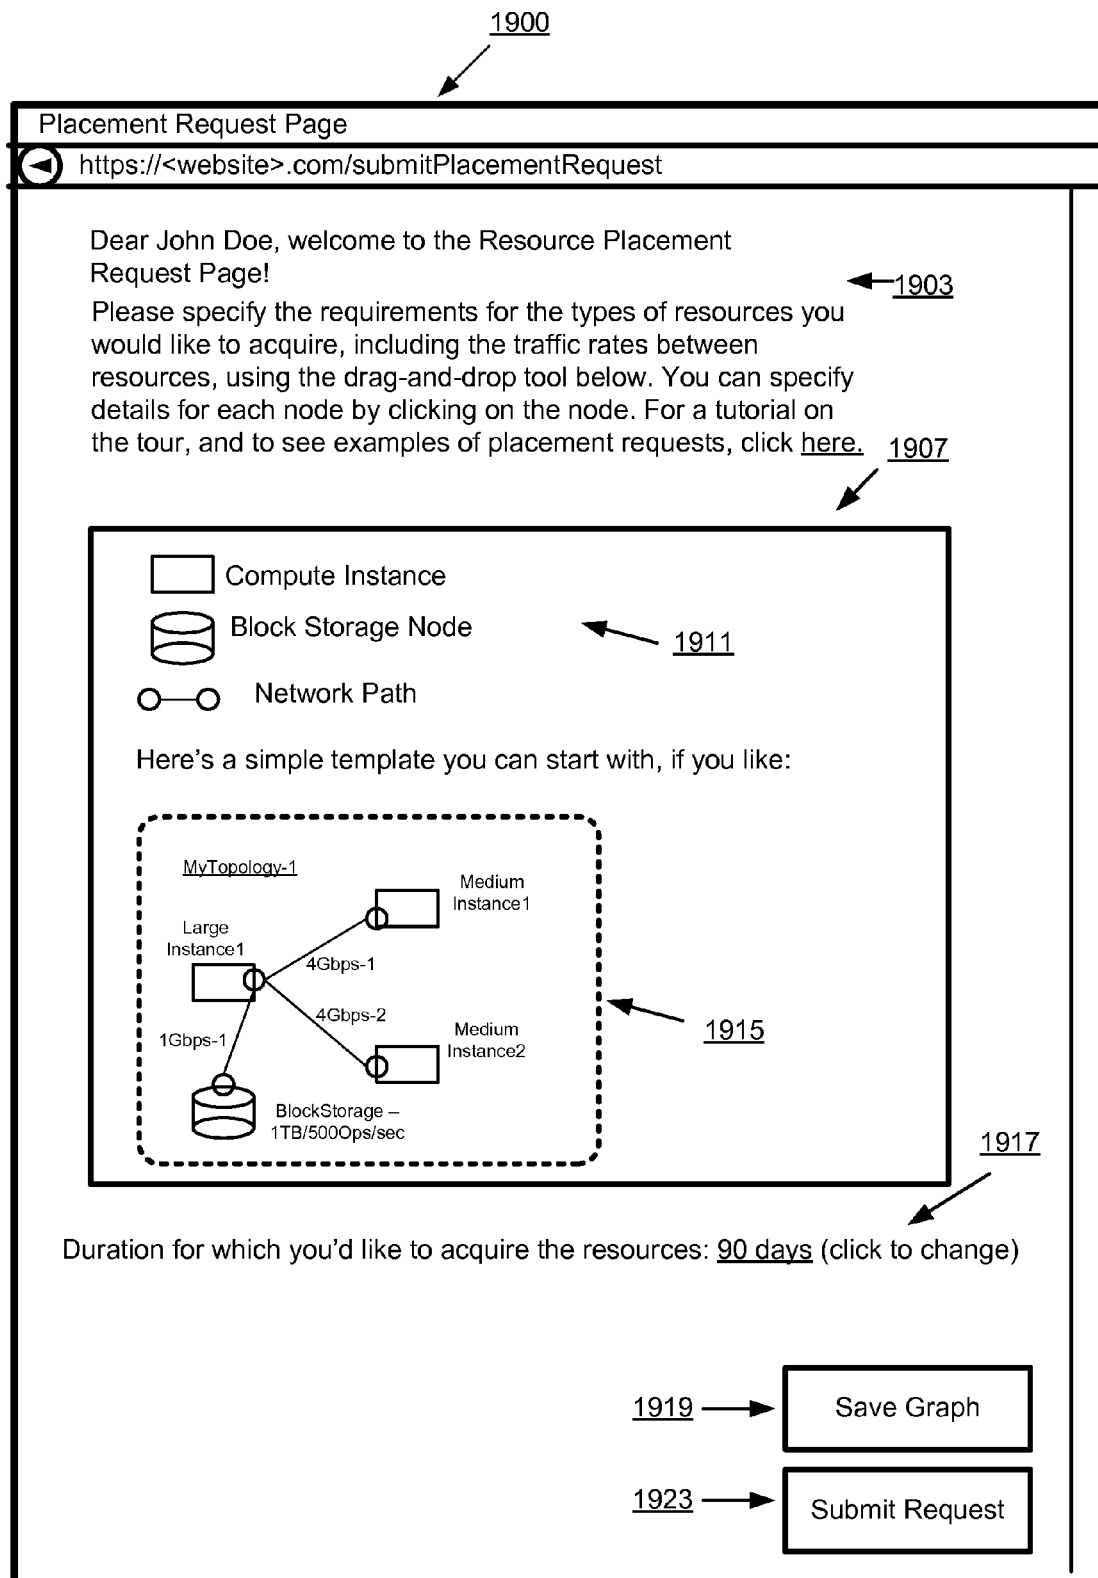 1900
Placement Request Page
https://<website>.com/submitPlacementRequest
Dear John Doe, welcome to the Resource Placement
Request Page!
1903
Please specify the requirements for the types of resources you
would like to acquire, including the traffic rates between
resources, using the drag-and-drop tool below. You can specify
details for each node by clicking on the node. For a tutorial on
the tour, and to see examples of placement requests, click here.
1907
Compute Instance
Block Storage Node
1911
Network Path
Here's a simple template you can start with, if you like:
MyTopology-1
Medium
Instance1
Large
Instance1
4Gbps-1
4Gbps-2
1Gbps-1
Medium
Instance2
1915
BlockStorage –
1TB/500Ops/sec
1917
Duration for which you'd like to acquire the resources: 90 days (click to change)
1919
Save Graph
1923
Submit Request